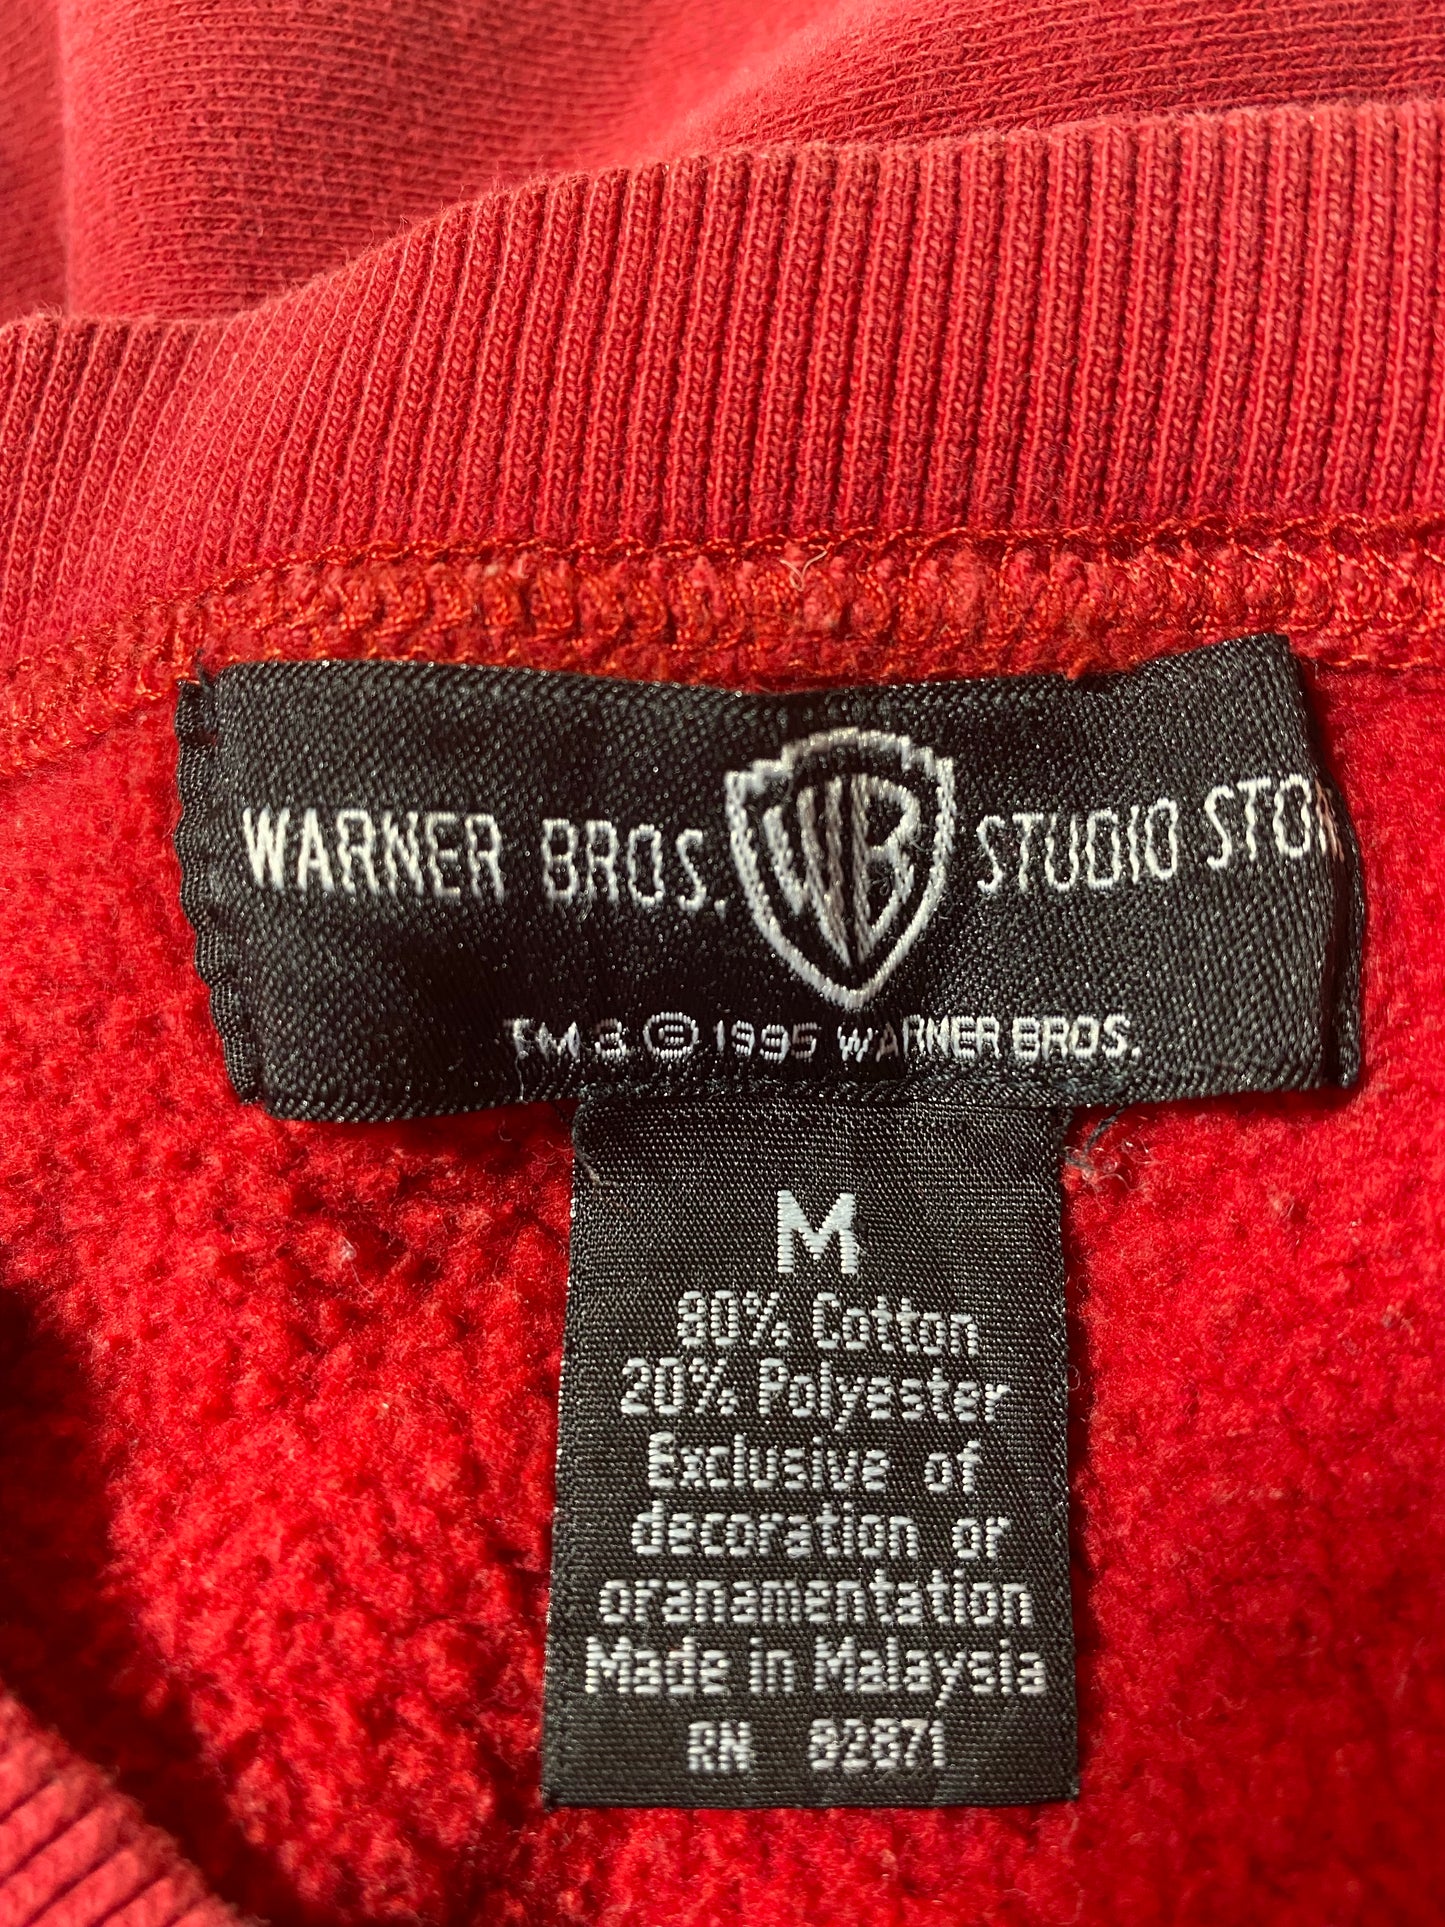 WARNER BROS. WB STUDIO STOR
TM & © 1995 WARNER BROS.
M
80% Cotton
20% Polyester
Exclusive of
decoration or
oranamentation
Made in Malaysia
RN 82871